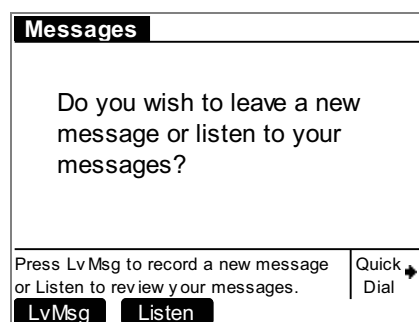 Messages
Do you wish to leave a new
message or listen to your
messages?
Press LvMsg to record a new message
or Listen to review your messages.
Quick
Dial
LvMsg
Listen